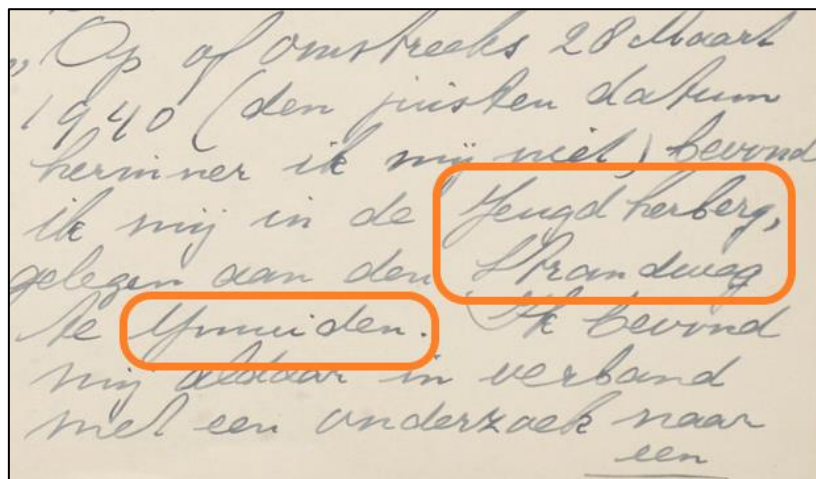 „Op of omstreeks 28 Maart
1940 (den juisten datum
herinner ik mij niet) bevond
ik mij in de Jeugdherberg,
gelegen aan den Strandweg
te Ymuiden. Ik bevond
mij aldaar in verband
met een onderzoek naar
een